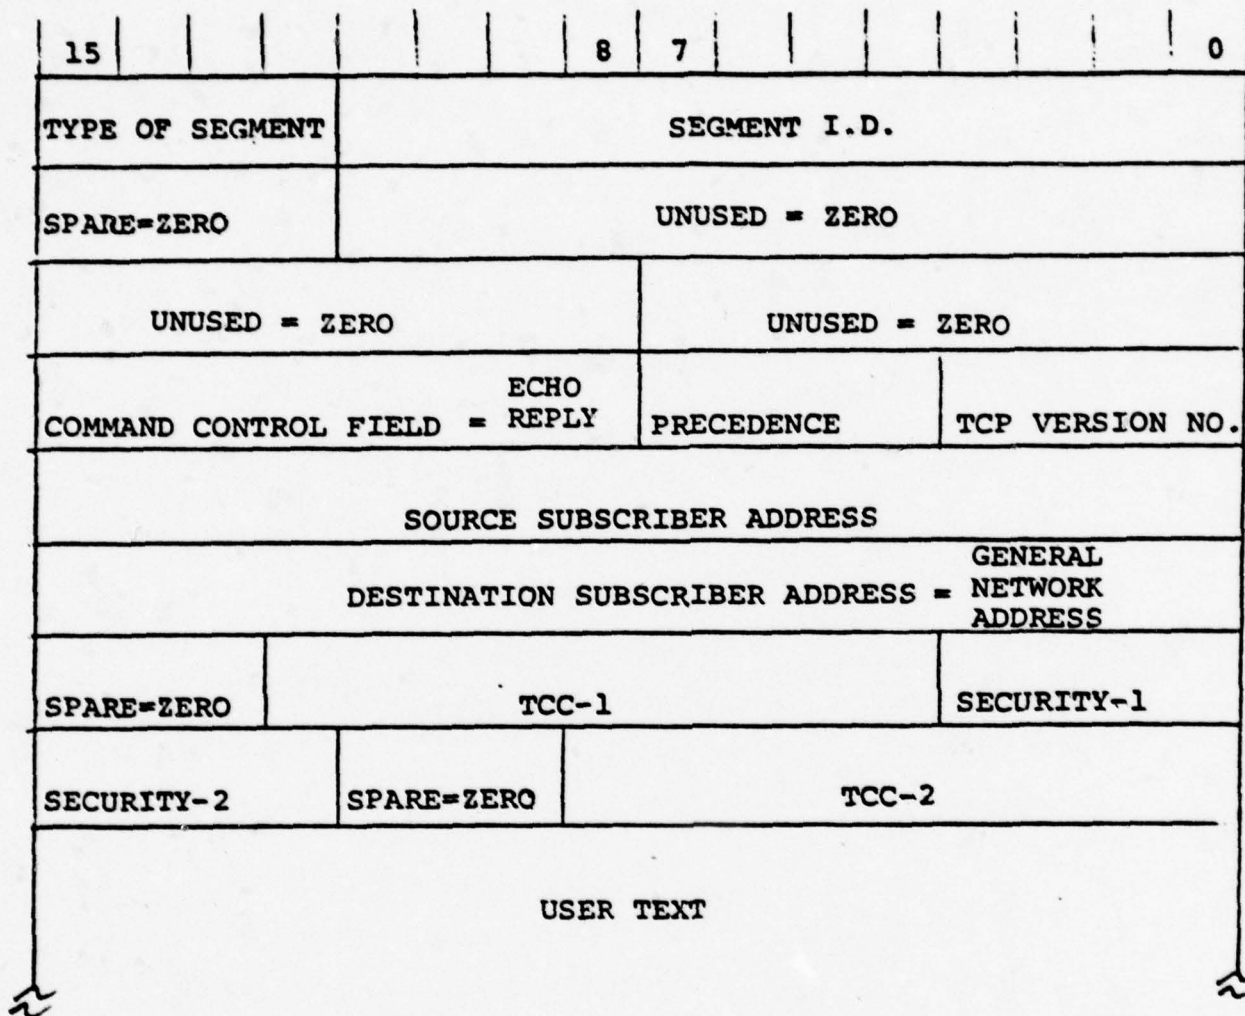 15 8 7 0
TYPE OF SEGMENT SEGMENT I.D.
SPARE=ZERO UNUSED = ZERO
UNUSED = ZERO UNUSED = ZERO
ECHO
COMMAND CONTROL FIELD = REPLY PRECEDENCE TCP VERSION NO.
SOURCE SUBSCRIBER ADDRESS
GENERAL
DESTINATION SUBSCRIBER ADDRESS = NETWORK
ADDRESS
SPARE=ZERO TCC-1 SECURITY-1
SECURITY-2 SPARE=ZERO TCC-2
USER TEXT